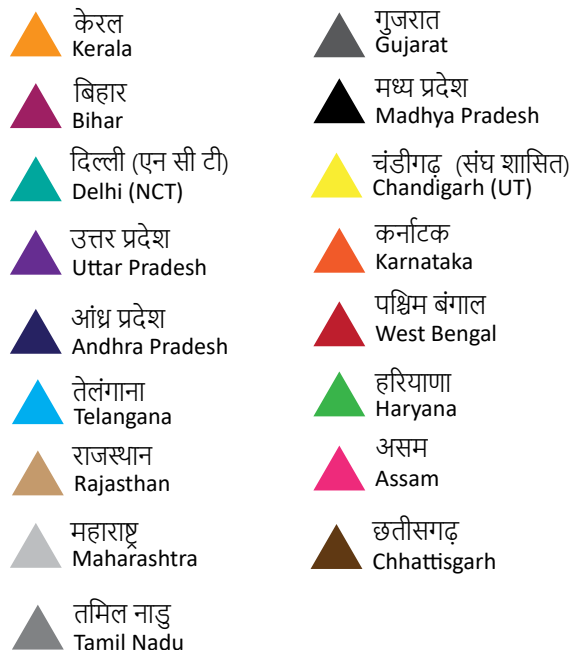 केरल
Kerala
बिहार
Bihar
दिल्ली (एन सी टी)
Delhi (NCT)
उत्तर प्रदेश
Uttar Pradesh
आंध्र प्रदेश
Andhra Pradesh
तेलंगाना
Telangana
राजस्थान
Rajasthan
महाराष्ट्र
Maharashtra
तमिल नाडु
Tamil Nadu
गुजरात
Gujarat
मध्य प्रदेश
Madhya Pradesh
चंडीगढ़ (संघ शासित)
Chandigarh (UT)
कर्नाटक
Karnataka
पश्चिम बंगाल
West Bengal
हरियाणा
Haryana
असम
Assam
छतीसगढ़
Chhattisgarh